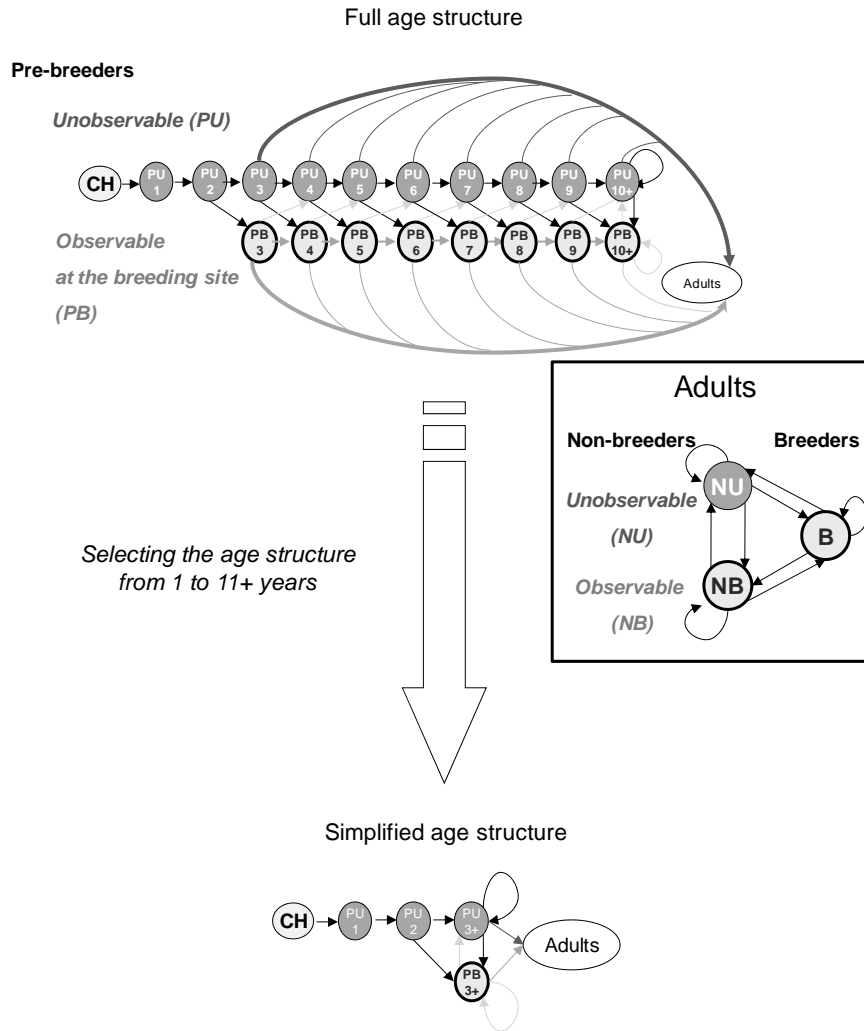 Full age structure
Pre-breeders
Unobservable (PU)
CH
PU
1
PU
2
PU
3
PU
4
PU
5
PU
6
PU
7
PU
8
PU
9
PU
10+
Observable
at the breeding site
(PB)
PB
3
PB
4
PB
5
PB
6
PB
7
PB
8
PB
9
PB
10+
Adults
Adults
Non-breeders
Breeders
NU
Unobservable
(NU)
B
NB
Observable
(NB)
Selecting the age structure
from 1 to 11+ years
Simplified age structure
CH
PU
1
PU
2
PU
3+
Adults
PB
3+